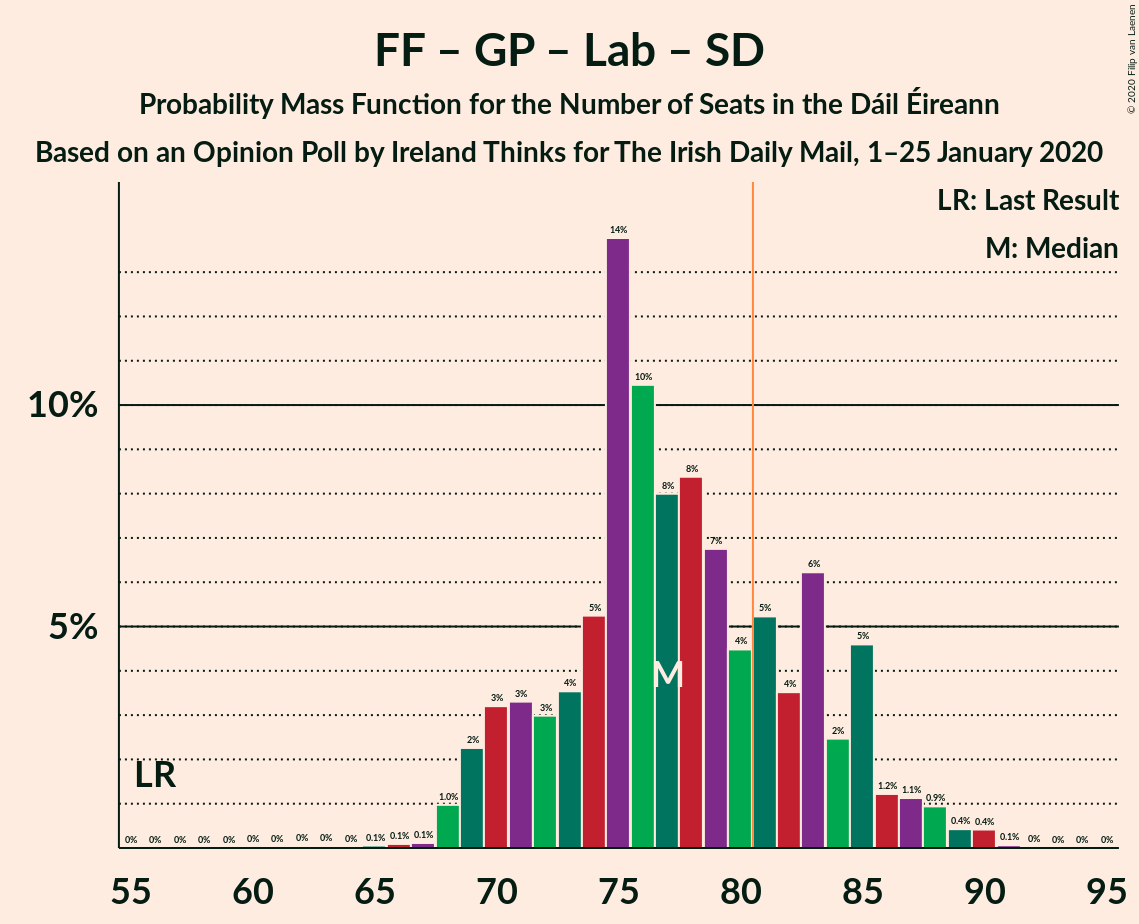 FF – GP – Lab – SD
Probability Mass Function for the Number of Seats in the Dáil Éireann
Based on an Opinion Poll by Ireland Thinks for The Irish Daily Mail, 1–25 January 2020
© 2020 Filip van Laenen
LR: Last Result
M: Median
14%
10%
10%
8%
8%
7%
6%
5%
5%
5%
5%
4%
4%
4%
3%
3%
3%
2%
2%
M
LR
1.0%
1.2%
1.1%
0.9%
0.4%
0.4%
0% 0% 0% 0% 0% 0% 0% 0% 0% 0% 0.1% 0.1% 0.1%
0.1% 0% 0% 0% 0%
55 60 65 70 75 80 85 90 95